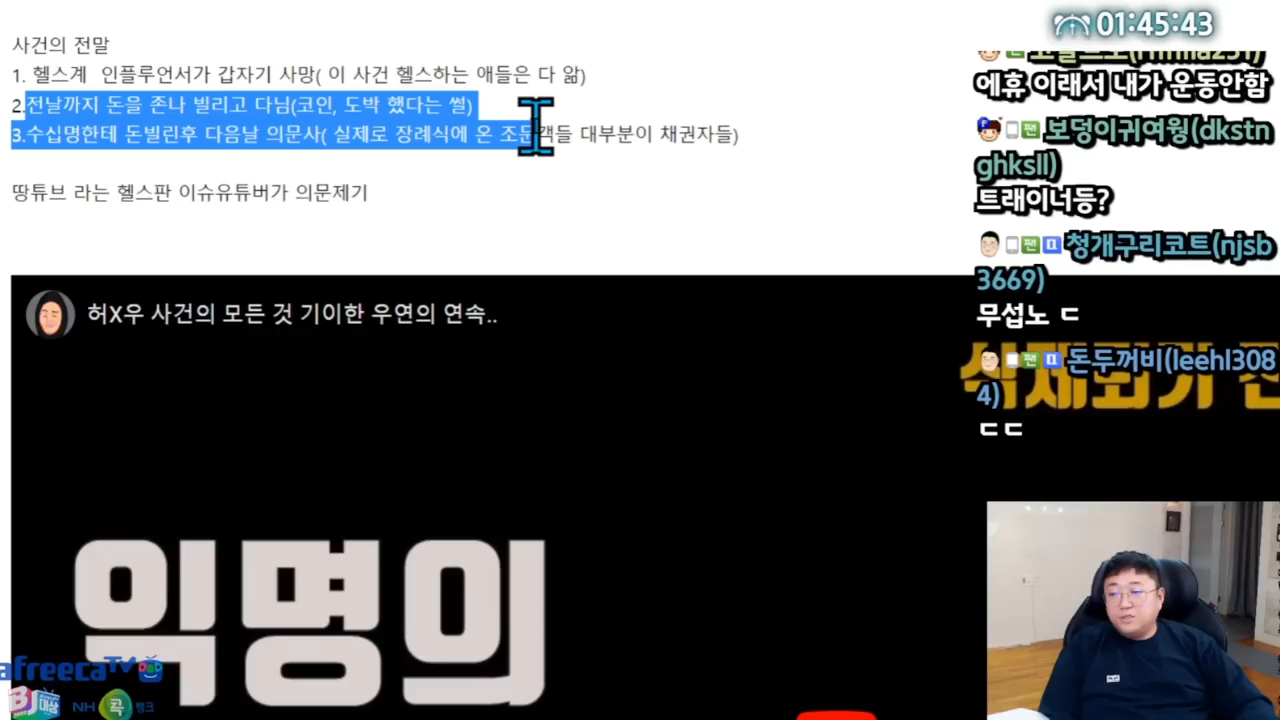 사건의 전말
1. 헬스계 인플루언서가 갑자기 사망( 이 사건 헬스하는 애들은 다 앎)
2.전날까지 돈을 존나 빌리고 다님(코인, 도박 했다는 썰)
3.수십명한테 돈빌린후 다음날 의문사( 실제로 장례식에 온 조문객들 대부분이 채권자들)
땅튜브 라는 헬스판 이슈유튜버가 의문제기
허X우 사건의 모든 것 기이한 우연의 연속..
익명의
afreecaTV
BJ대상
NH 콕 뱅크
01:45:43
에휴 이래서 내가 운동안함
보덩이귀여웡(dkstn
ghksll)
트래이너등?
청개구리코트(njsb
3669)
무섭노 ㄷ
돈두꺼비(leehl308
4)
ㄷㄷ